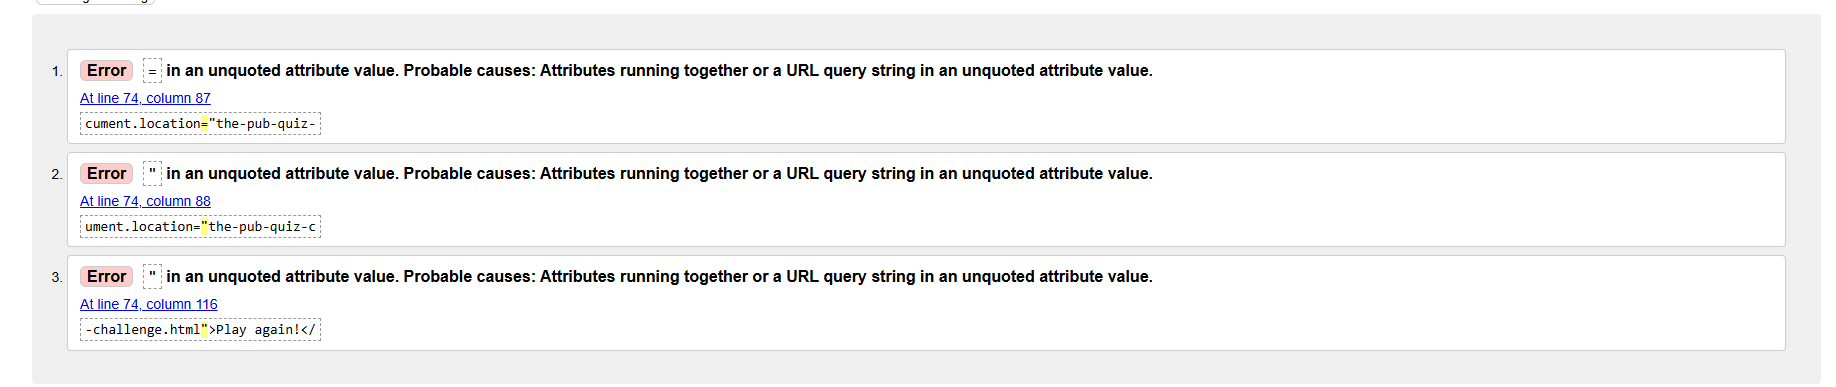 1. Error = in an unquoted attribute value. Probable causes: Attributes running together or a URL query string in an unquoted attribute value.
At line 74, column 87
cument.location="the-pub-quiz-
2. Error " in an unquoted attribute value. Probable causes: Attributes running together or a URL query string in an unquoted attribute value.
At line 74, column 88
ument.location="the-pub-quiz-c
3. Error " in an unquoted attribute value. Probable causes: Attributes running together or a URL query string in an unquoted attribute value.
At line 74, column 116
-challenge.html">Play again!</